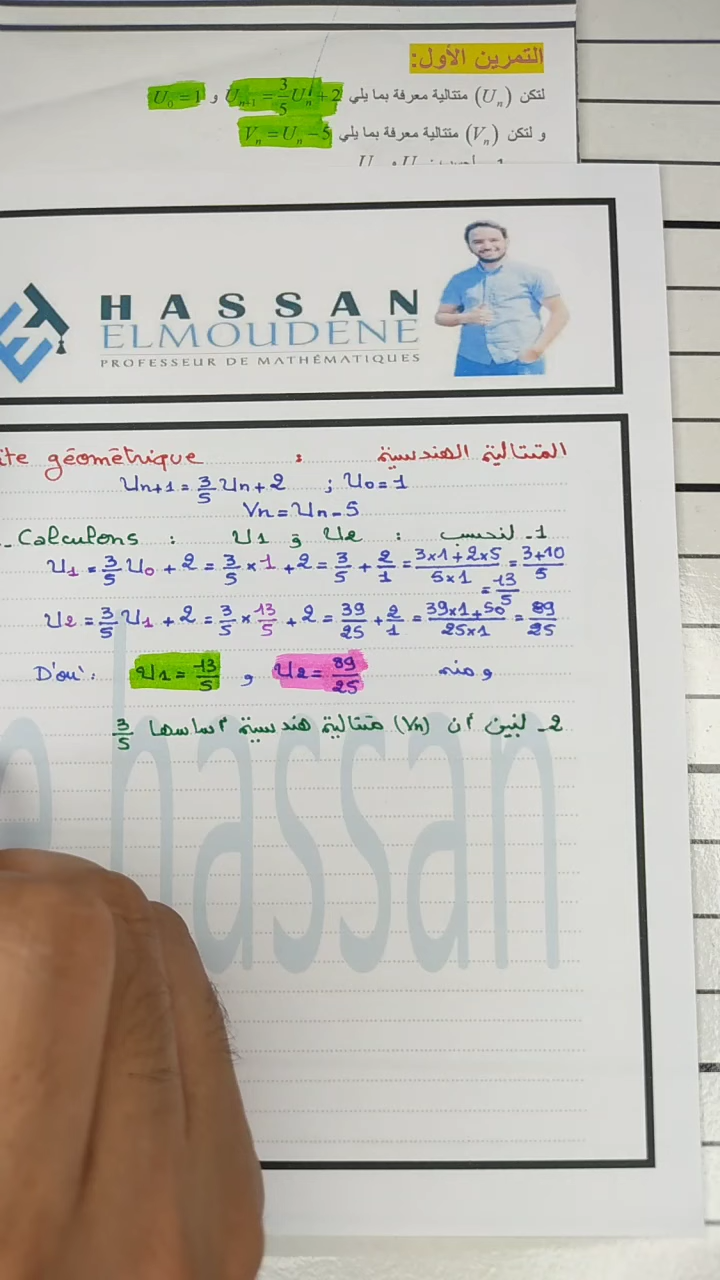 التمرين الأول:
لتكن (Un) متتالية معرفة بما يلي Un+1 = 3/5 Un + 2 و U0 = 1
و لتكن (Vn) متتالية معرفة بما يلي Vn = Un − 5
HASSAN
ELMOUDENE
PROFESSEUR DE MATHÉMATIQUES
géométrique : المتتالية الهندسية
Un+1 = 3/5 Un + 2 ; U0 = 1
Vn = Un - 5
Calculons : U1 و U2 : 1- لنحسب
U1 = 3/5 U0 + 2 = 3/5 × 1 + 2 = 3/5 + 2/1 = (3×1+2×5)/(5×1) = (3+10)/5
= 13/5
U2 = 3/5 U1 + 2 = 3/5 × 13/5 + 2 = 39/25 + 2/1 = (39×1+50)/(25×1) = 89/25
D'où: U1 = 13/5 و U2 = 89/25 ومنه
2- لنبين أن (Vn) متتالية هندسية أساسها 3/5
hassan